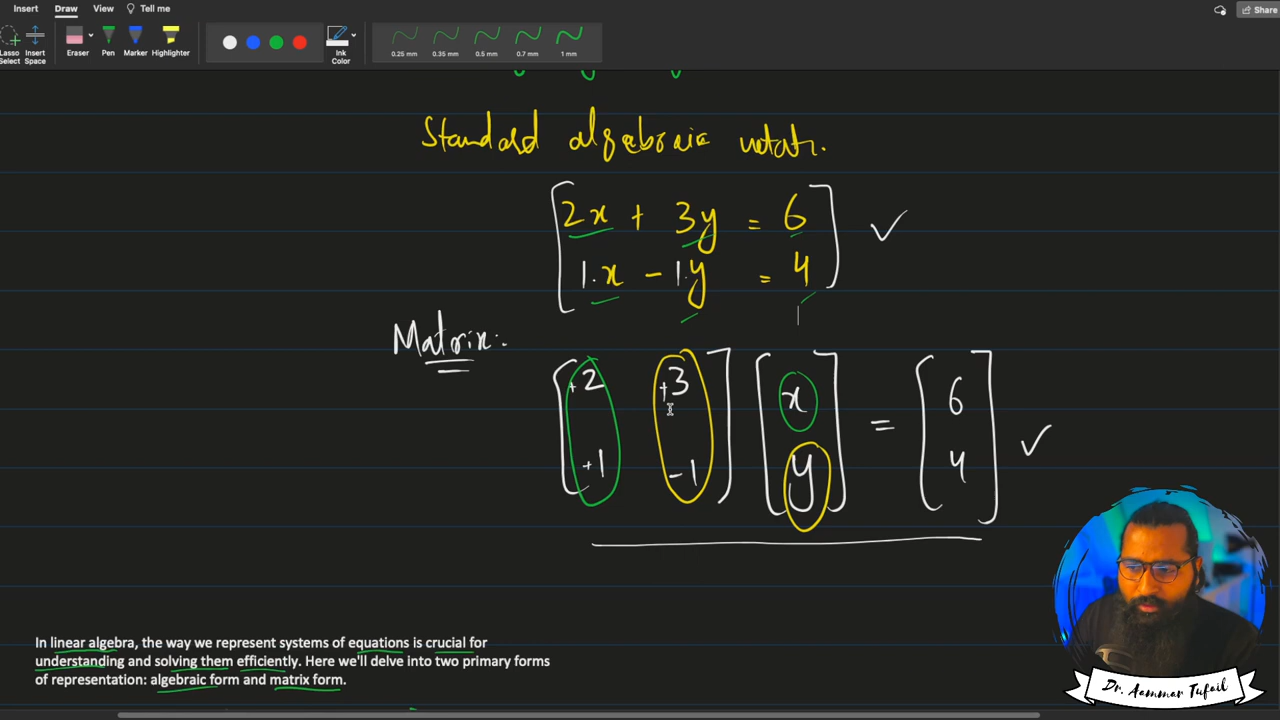 Insert Draw View Tell me
Share
Lasso Select
Insert Space
Eraser
Pen
Marker
Highlighter
Ink Color
0.25 mm 0.35 mm 0.5 mm 0.7 mm 1 mm
Standard algebraic notatn.
2x + 3y = 6
1.x - 1.y = 4
Matrix:
+2 +3 x = 6
+1 -1 y 4
In linear algebra, the way we represent systems of equations is crucial for
understanding and solving them efficiently. Here we'll delve into two primary forms
of representation: algebraic form and matrix form.
Dr. Aammar Tufail